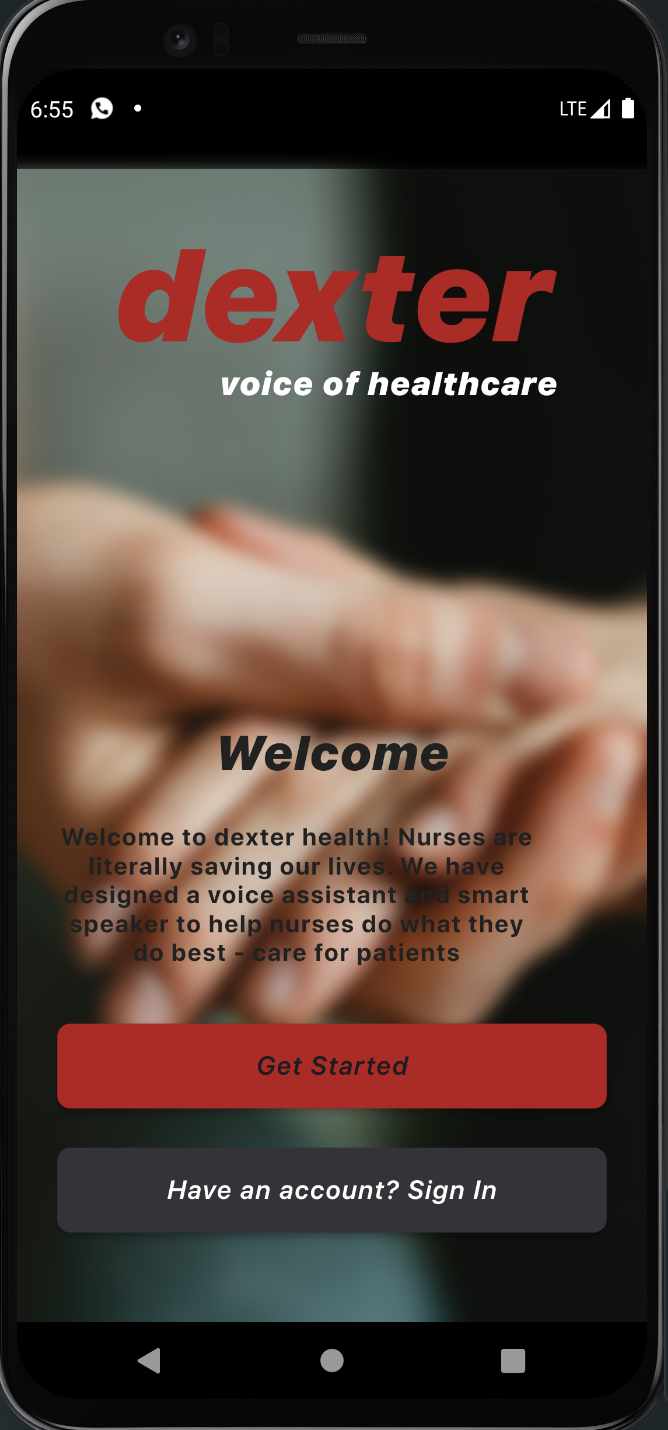 6:55
LTE
dexter
voice of healthcare
Welcome
Welcome to dexter health! Nurses are
literally saving our lives. We have
designed a voice assistant and smart
speaker to help nurses do what they
do best - care for patients
Get Started
Have an account? Sign In